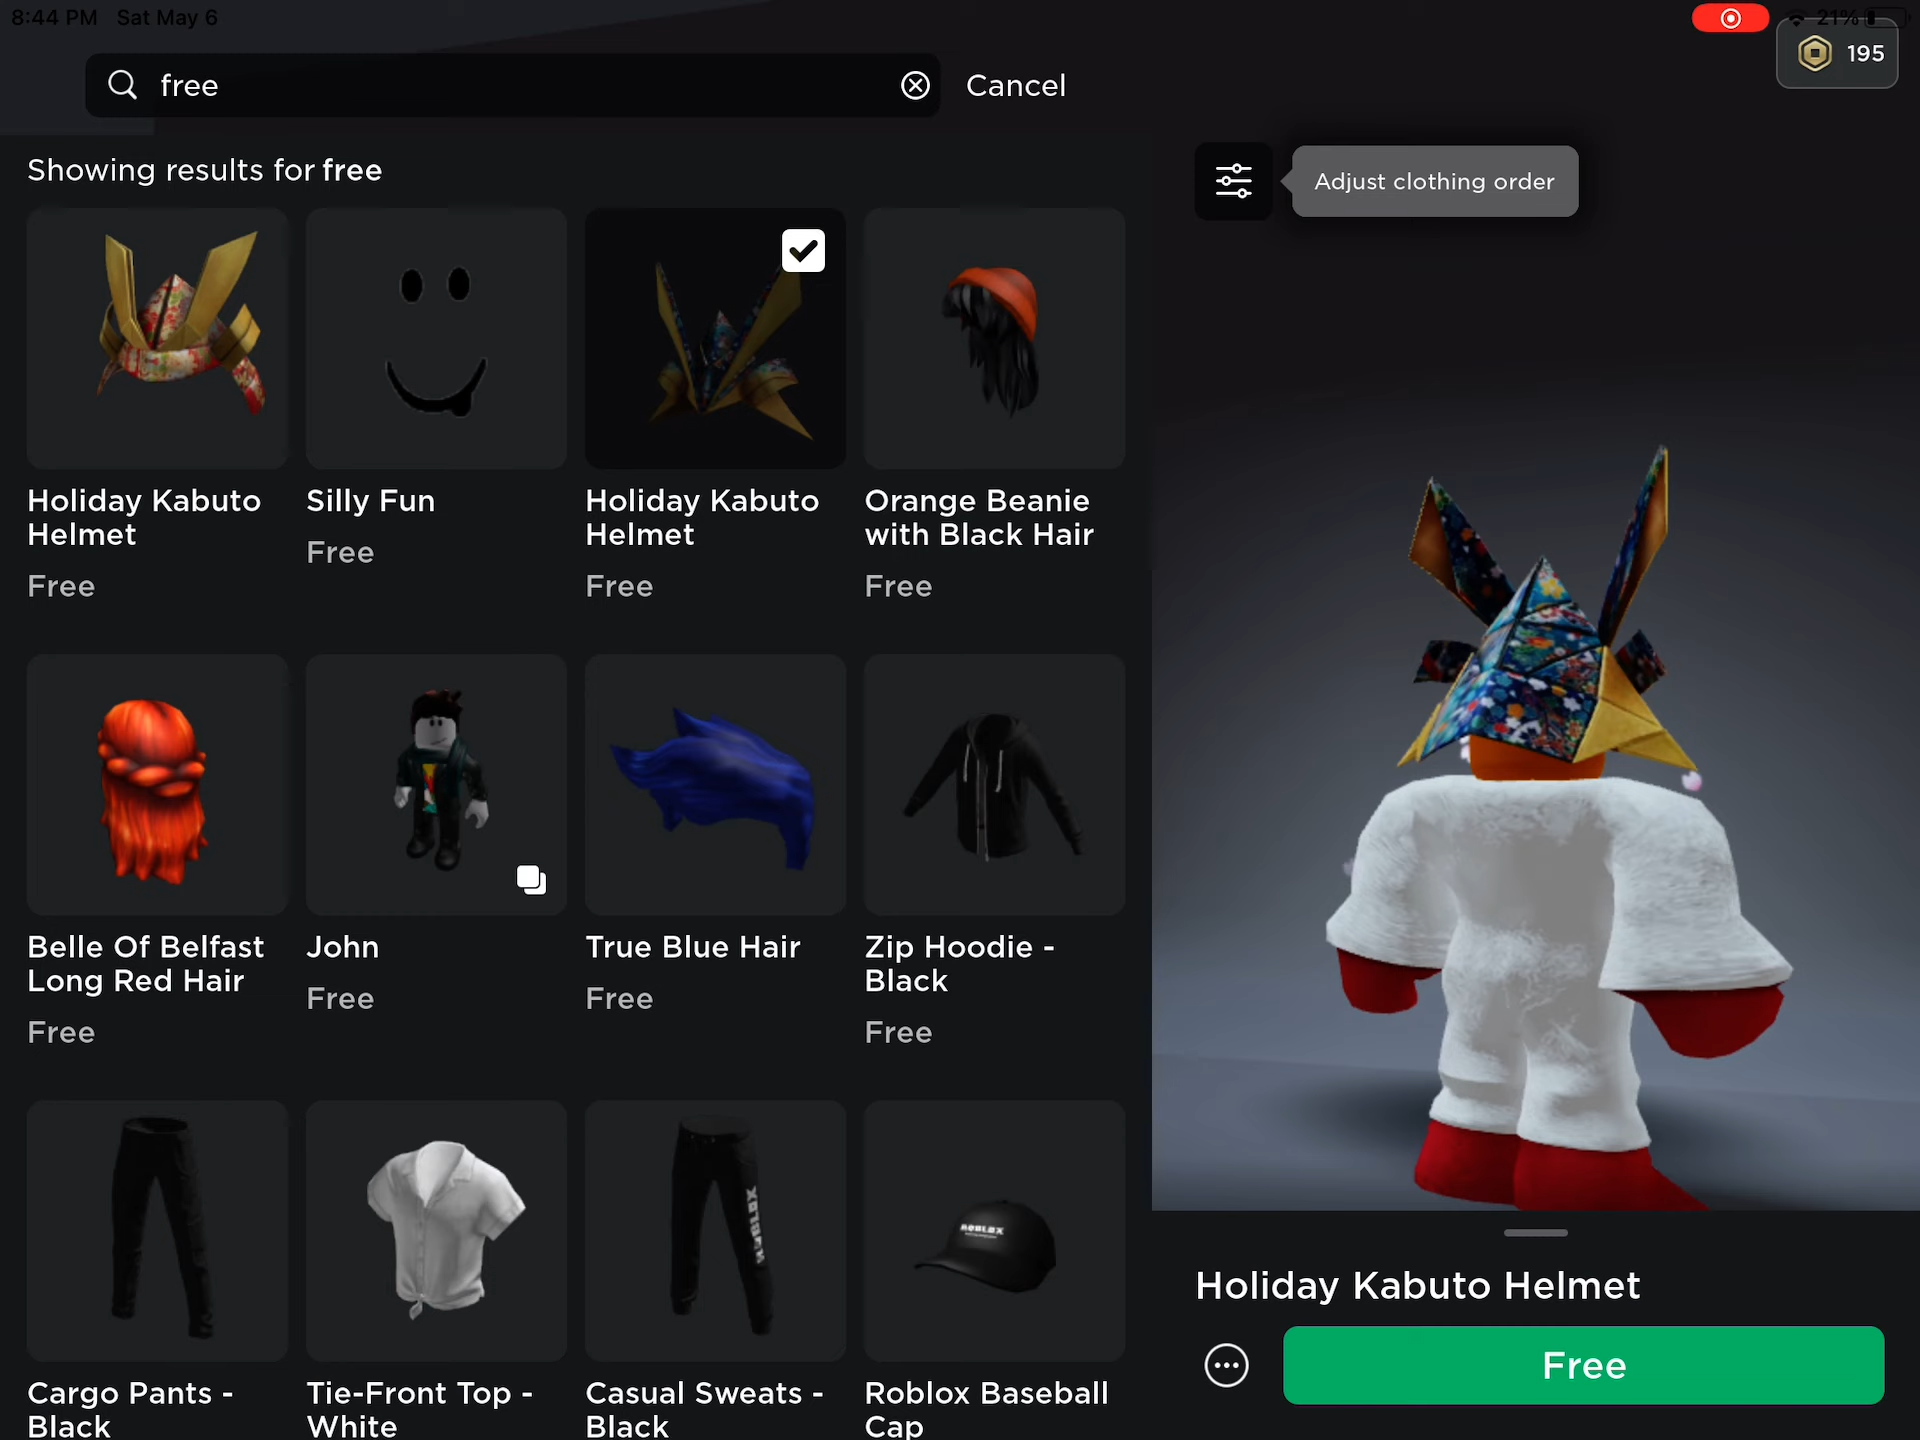 8:44 PM Sat May 6
21%
195
free
Cancel
Showing results for free
Adjust clothing order
Holiday Kabuto
Helmet
Free
Silly Fun
Free
Holiday Kabuto
Helmet
Free
Orange Beanie
with Black Hair
Free
Belle Of Belfast
Long Red Hair
Free
John
Free
True Blue Hair
Free
Zip Hoodie -
Black
Free
ROBLOX
ROBLOX
Cargo Pants -
Black
Tie-Front Top -
White
Casual Sweats -
Black
Roblox Baseball
Cap
Holiday Kabuto Helmet
Free